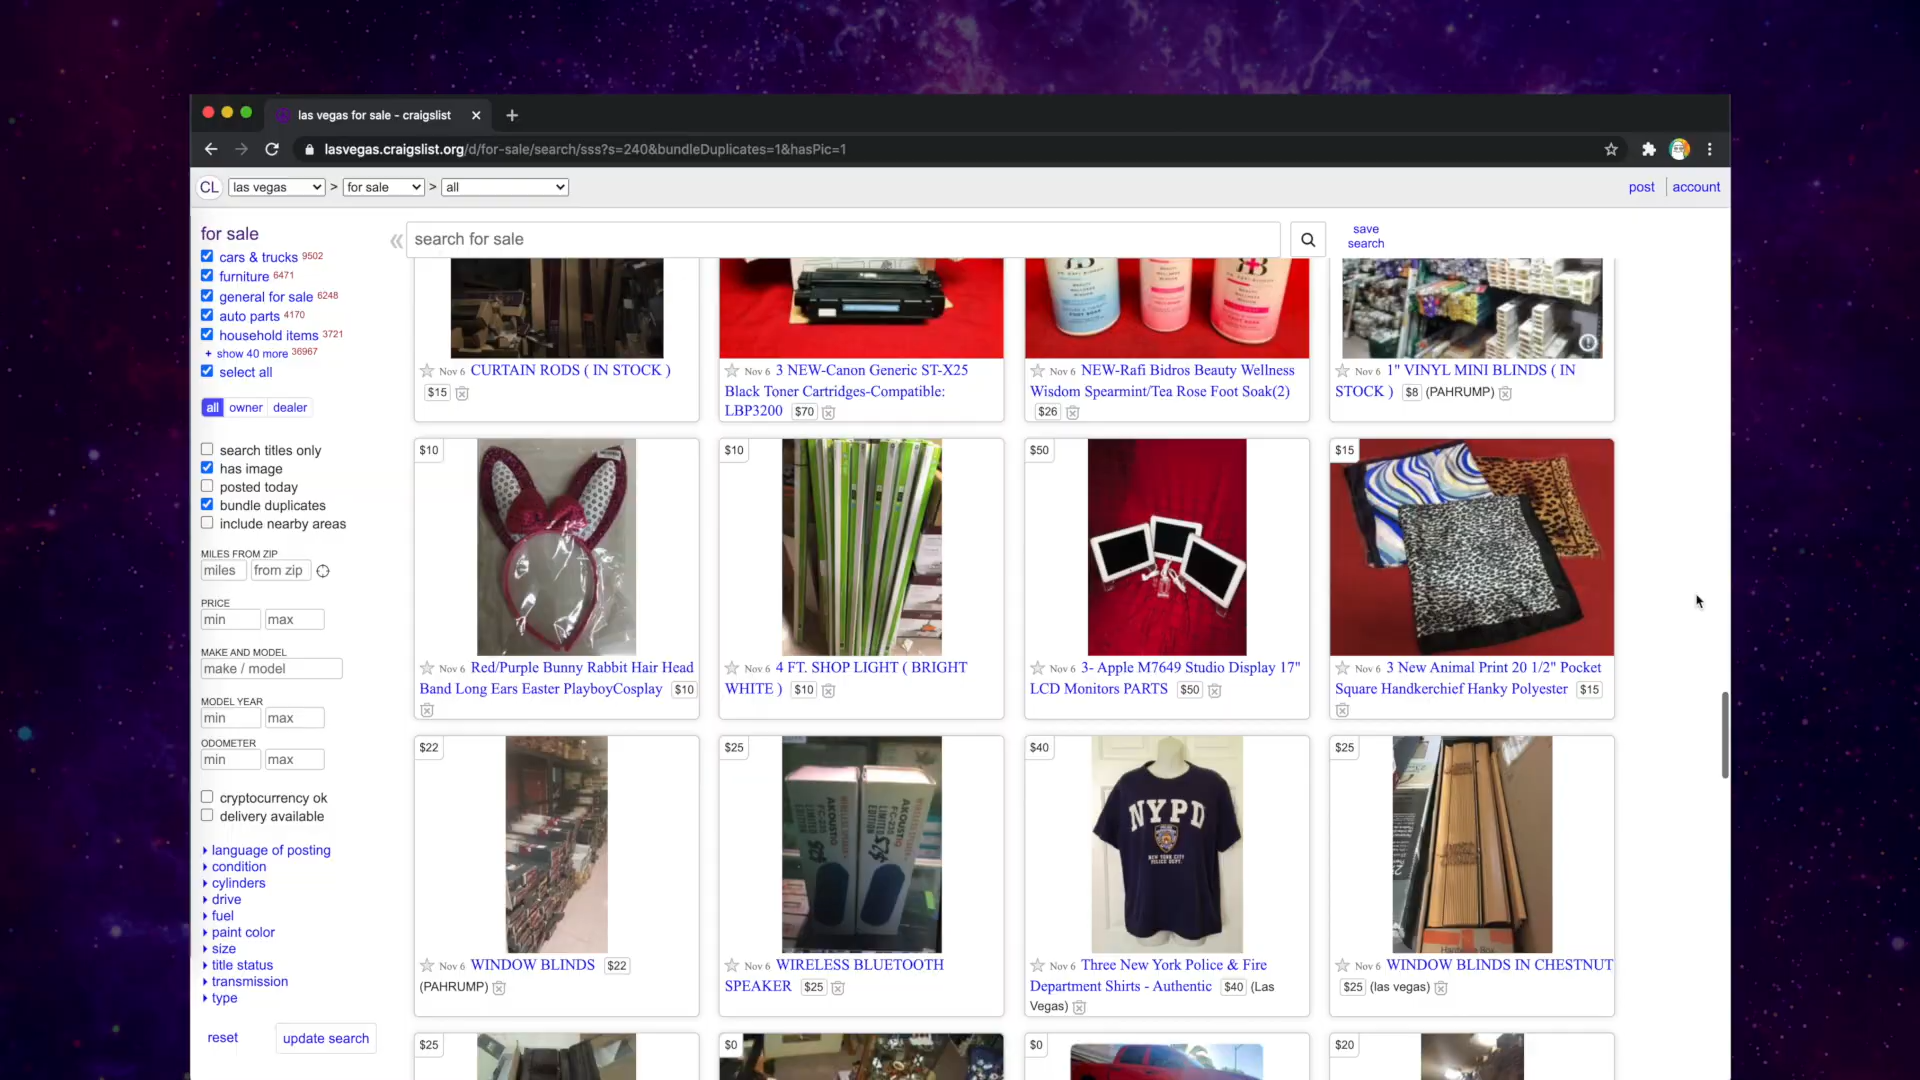 las vegas for sale - craigslist
lasvegas.craigslist.org/d/for-sale/search/sss?s=240&bundleDuplicates=1&hasPic=1
CL las vegas > for sale > all
post account
for sale
cars & trucks 9502
furniture 6471
general for sale 6248
auto parts 4170
household items 3721
+ show 40 more 36967
select all
all owner dealer
search titles only
has image
posted today
bundle duplicates
include nearby areas
MILES FROM ZIP
miles from zip
PRICE
min max
MAKE AND MODEL
make / model
MODEL YEAR
min max
ODOMETER
min max
cryptocurrency ok
delivery available
language of posting
condition
cylinders
drive
fuel
paint color
size
title status
transmission
type
reset update search
search for sale
save
search
Nov 6 CURTAIN RODS ( IN STOCK )
$15
Nov 6 3 NEW-Canon Generic ST-X25
Black Toner Cartridges-Compatible:
LBP3200 $70
Nov 6 NEW-Rafi Bidros Beauty Wellness
Wisdom Spearmint/Tea Rose Foot Soak(2)
$26
Nov 6 1" VINYL MINI BLINDS ( IN
STOCK ) $8 (PAHRUMP)
$10
Nov 6 Red/Purple Bunny Rabbit Hair Head
Band Long Ears Easter PlayboyCosplay $10
$10
Nov 6 4 FT. SHOP LIGHT ( BRIGHT
WHITE ) $10
$50
Nov 6 3- Apple M7649 Studio Display 17"
LCD Monitors PARTS $50
$15
Nov 6 3 New Animal Print 20 1/2" Pocket
Square Handkerchief Hanky Polyester $15
$22
Nov 6 WINDOW BLINDS $22
(PAHRUMP)
$25
Nov 6 WIRELESS BLUETOOTH
SPEAKER $25
$40
NYPD
NEW YORK CITY
POLICE DEPT.
Nov 6 Three New York Police & Fire
Department Shirts - Authentic $40 (Las
Vegas)
$25
Nov 6 WINDOW BLINDS IN CHESTNUT
$25 (las vegas)
$25
$0
$0
$20